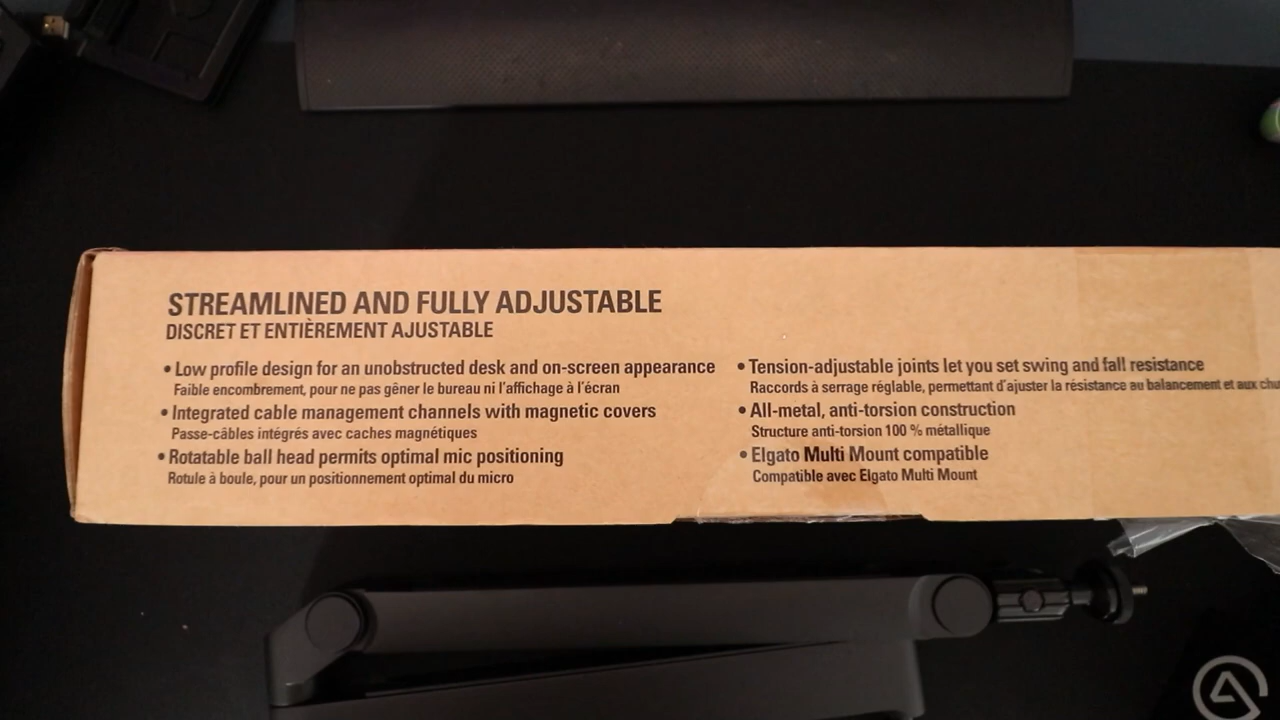 STREAMLINED AND FULLY ADJUSTABLE
DISCRET ET ENTIÈREMENT AJUSTABLE
• Low profile design for an unobstructed desk and on-screen appearance
Faible encombrement, pour ne pas gêner le bureau ni l'affichage à l'écran
• Integrated cable management channels with magnetic covers
Passe-câbles intégrés avec caches magnétiques
• Rotatable ball head permits optimal mic positioning
Rotule à boule, pour un positionnement optimal du micro
• Tension-adjustable joints let you set swing and fall resistance
Raccords à serrage réglable, permettant d'ajuster la résistance au balancement et aux
• All-metal, anti-torsion construction
Structure anti-torsion 100 % métallique
• Elgato Multi Mount compatible
Compatible avec Elgato Multi Mount